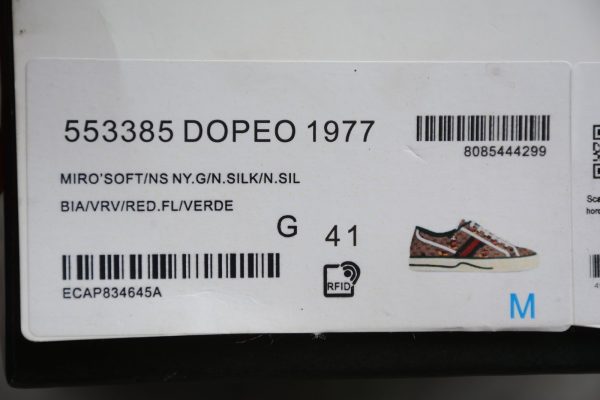 553385 DOPEO 1977
8085444299
MIRO'SOFT/NS NY.G/N.SILK/N.SIL
BIA/VRV/RED.FL/VERDE
G 41
ECAP834645A
RFID
M